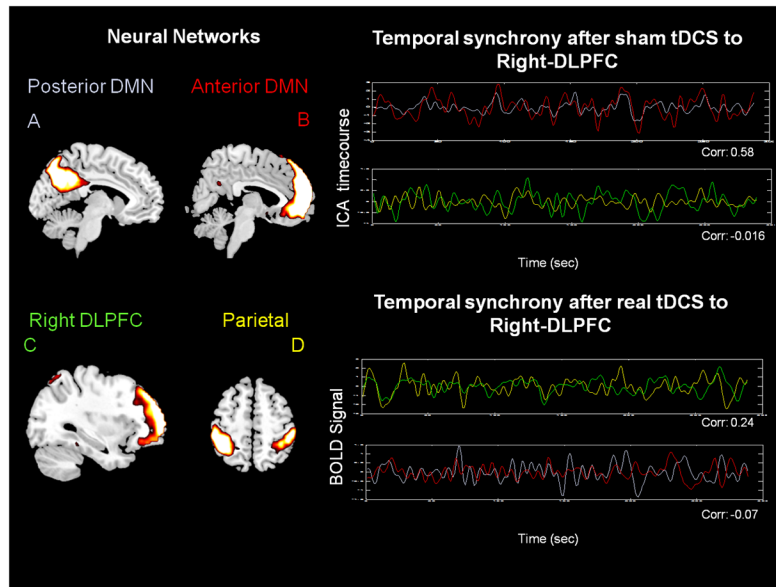 Neural Networks
Posterior DMN
Anterior DMN
A
B
Right DLPFC
Parietal
C
D
Temporal synchrony after sham tDCS to
Right-DLPFC
ICA timecourse
Corr: 0.58
Corr: -0.016
Time (sec)
Temporal synchrony after real tDCS to
Right-DLPFC
BOLD Signal
Corr: 0.24
Corr: -0.07
Time (sec)